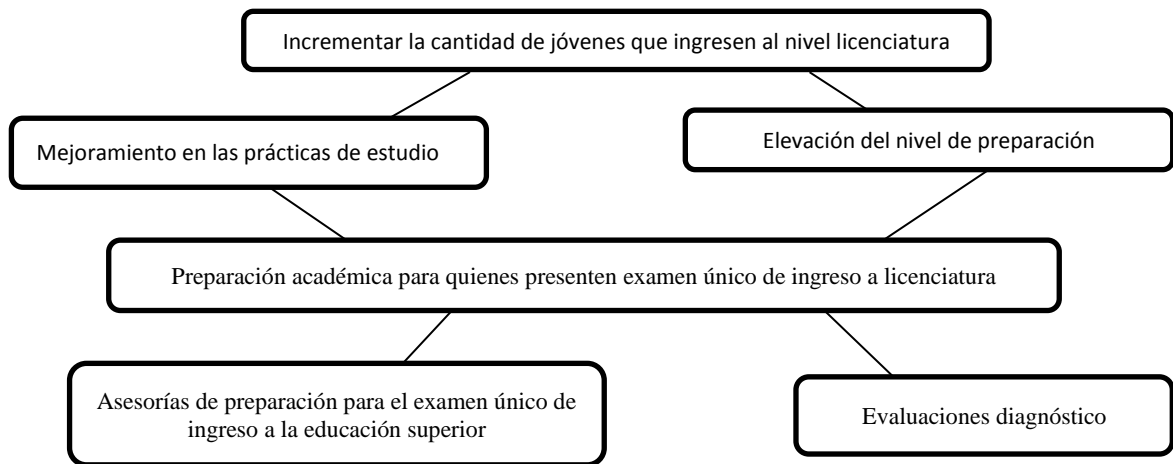 Incrementar la cantidad de jóvenes que ingresen al nivel licenciatura
Mejoramiento en las prácticas de estudio
Elevación del nivel de preparación
Preparación académica para quienes presenten examen único de ingreso a licenciatura
Asesorías de preparación para el examen único de
ingreso a la educación superior
Evaluaciones diagnóstico